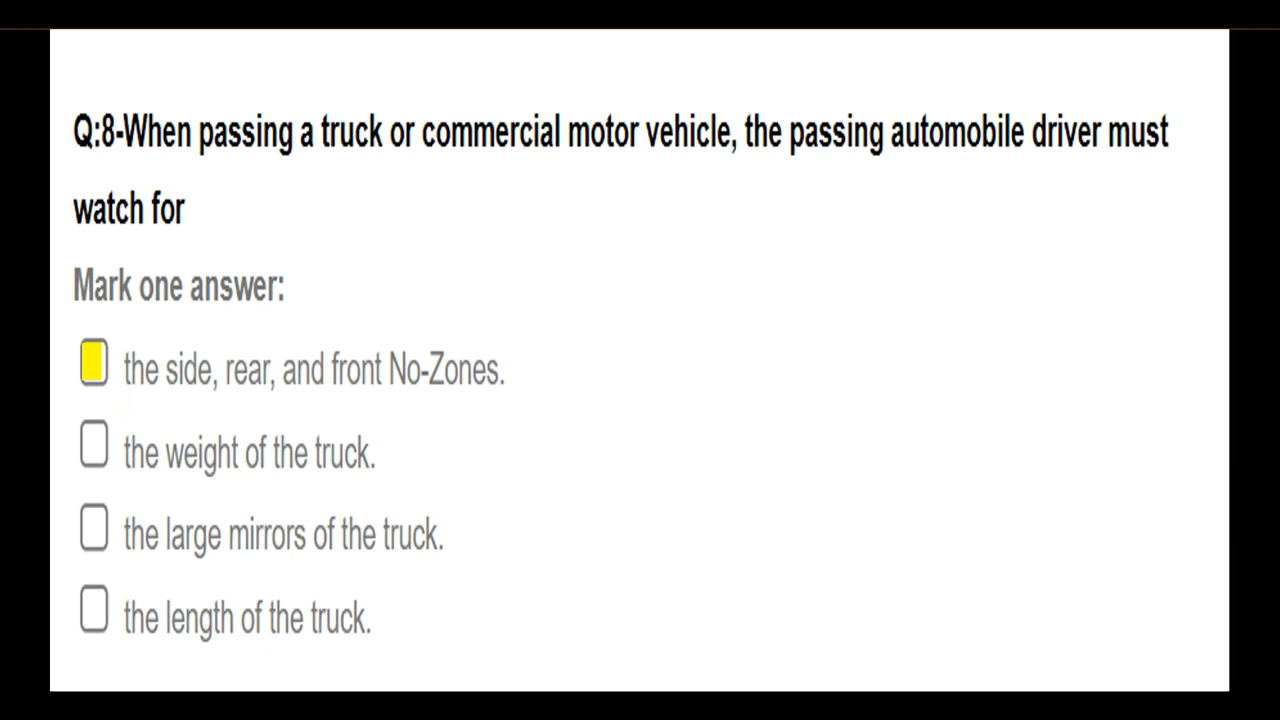 Q:8-When passing a truck or commercial motor vehicle, the passing automobile driver must
watch for
Mark one answer:
the side, rear, and front No-Zones.
the weight of the truck.
the large mirrors of the truck.
the length of the truck.